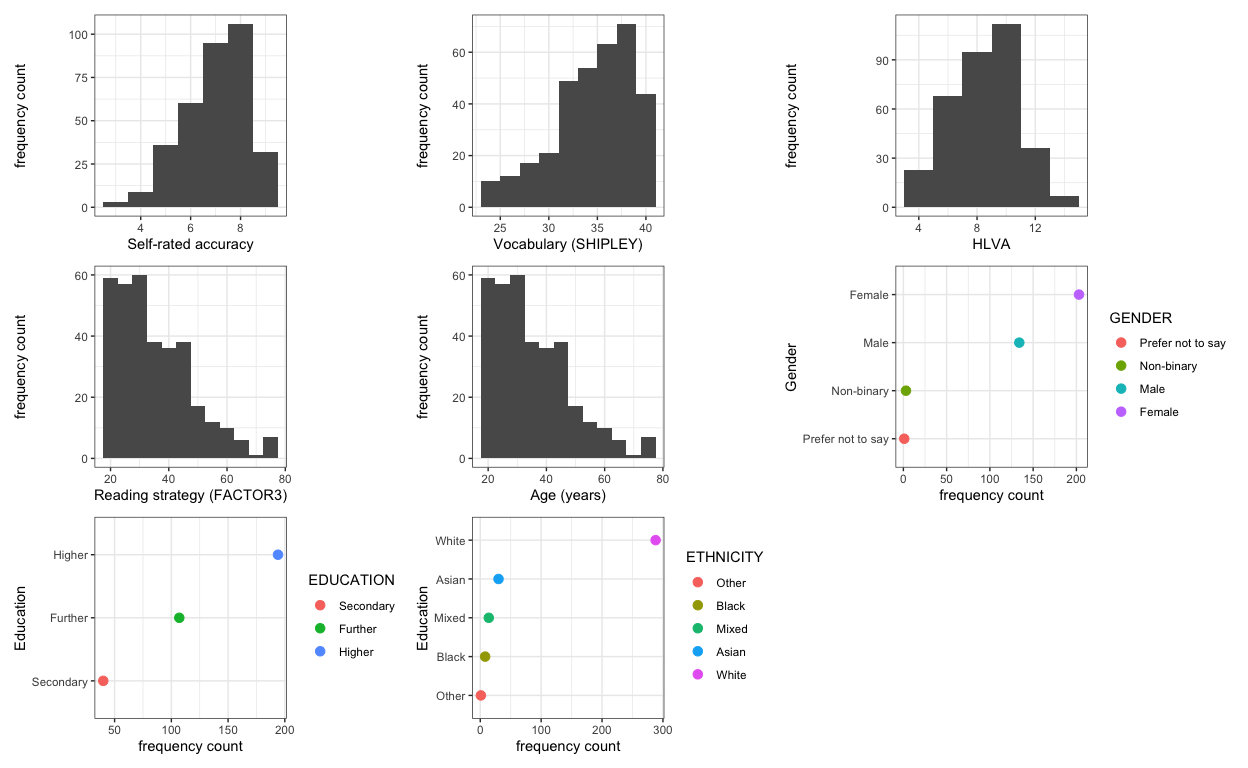 frequency count
100
75
50
25
0
4 6 8
Self-rated accuracy
frequency count
60
40
20
0
25 30 35 40
Vocabulary (SHIPLEY)
frequency count
90
60
30
0
4 8 12
HLVA
frequency count
60
40
20
0
20 40 60 80
Reading strategy (FACTOR3)
frequency count
60
40
20
0
20 40 60 80
Age (years)
Gender
Female
Male
Non-binary
Prefer not to say
0 50 100 150 200
frequency count
GENDER
Prefer not to say
Non-binary
Male
Female
Education
Higher
Further
Secondary
50 100 150 200
frequency count
EDUCATION
Secondary
Further
Higher
Education
White
Asian
Mixed
Black
Other
0 100 200 300
frequency count
ETHNICITY
Other
Black
Mixed
Asian
White